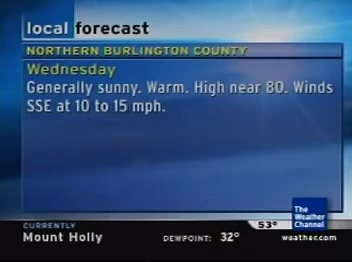 local forecast
NORTHERN BURLINGTON COUNTY
Wednesday
Generally sunny. Warm. High near 80. Winds
SSE at 10 to 15 mph.
The
Weather
Channel
CURRENTLY
53°
Mount Holly
DEWPOINT: 32°
weather.com